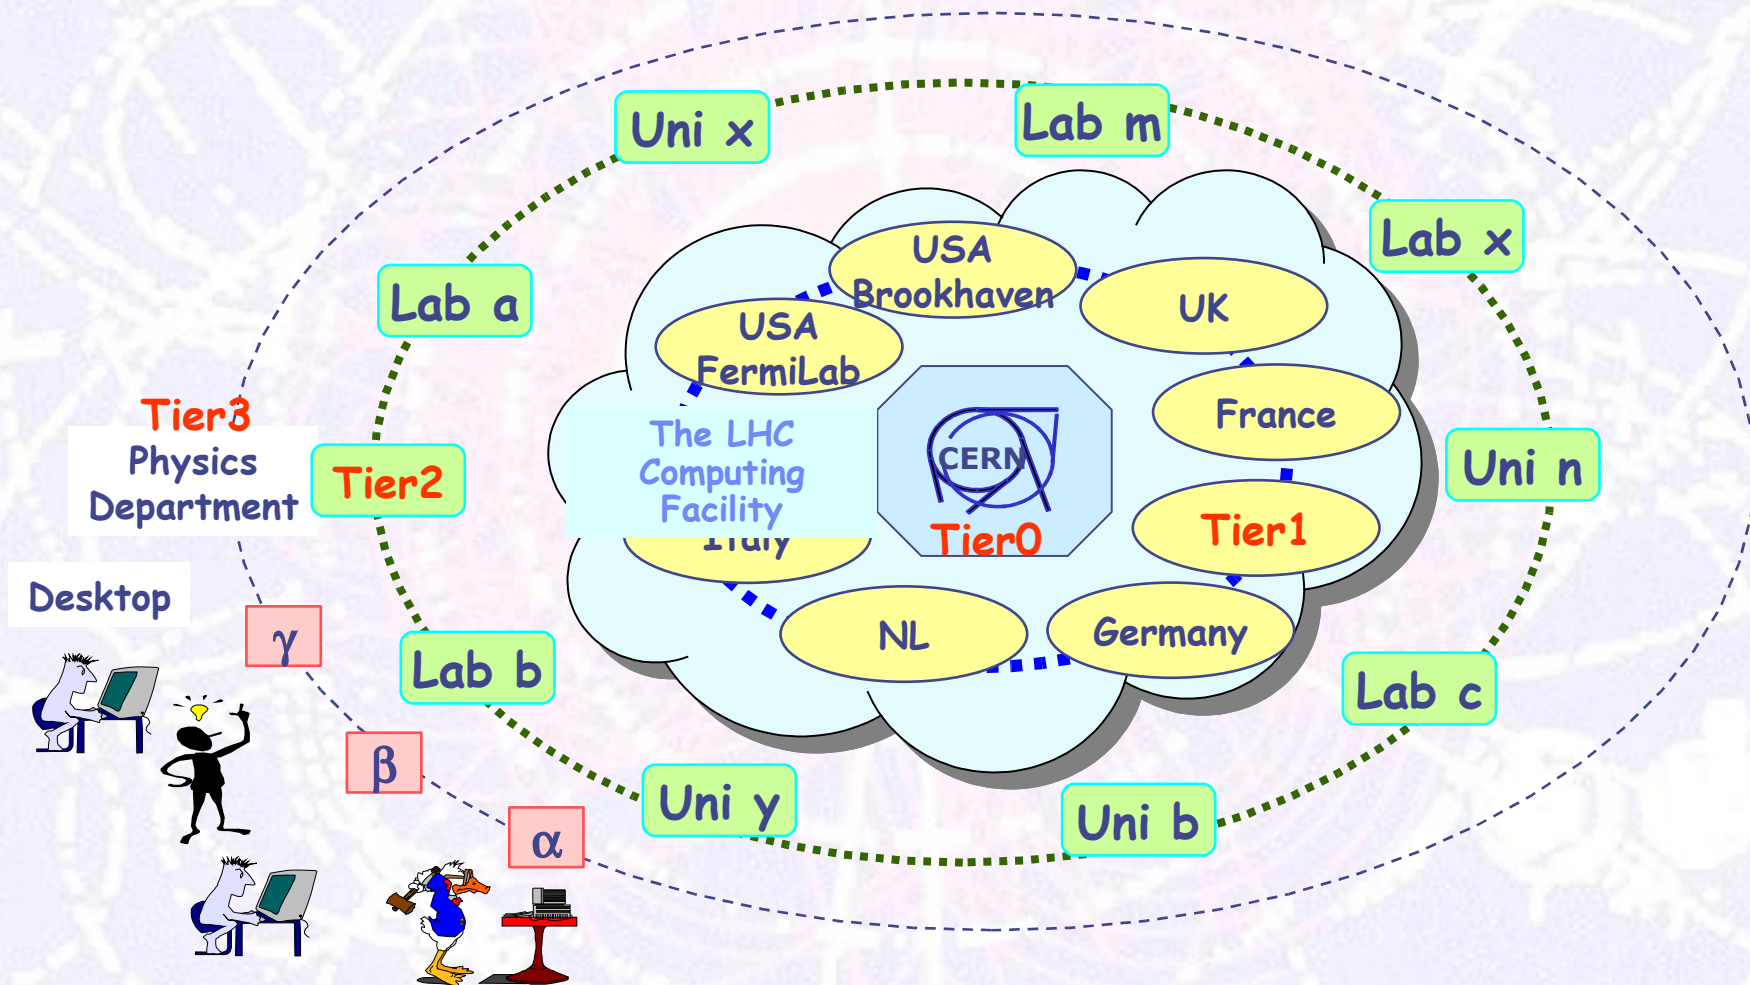 Uni x
Lab m
Lab x
USA
Brookhaven
UK
Lab a
USA
FermiLab
France
Tier3
Physics
Department
Tier2
The LHC
Computing
Facility
CERN
Uni n
Tier0
Tier1
Italy
Desktop
γ
NL
Germany
Lab b
Lab c
β
Uni y
Uni b
α